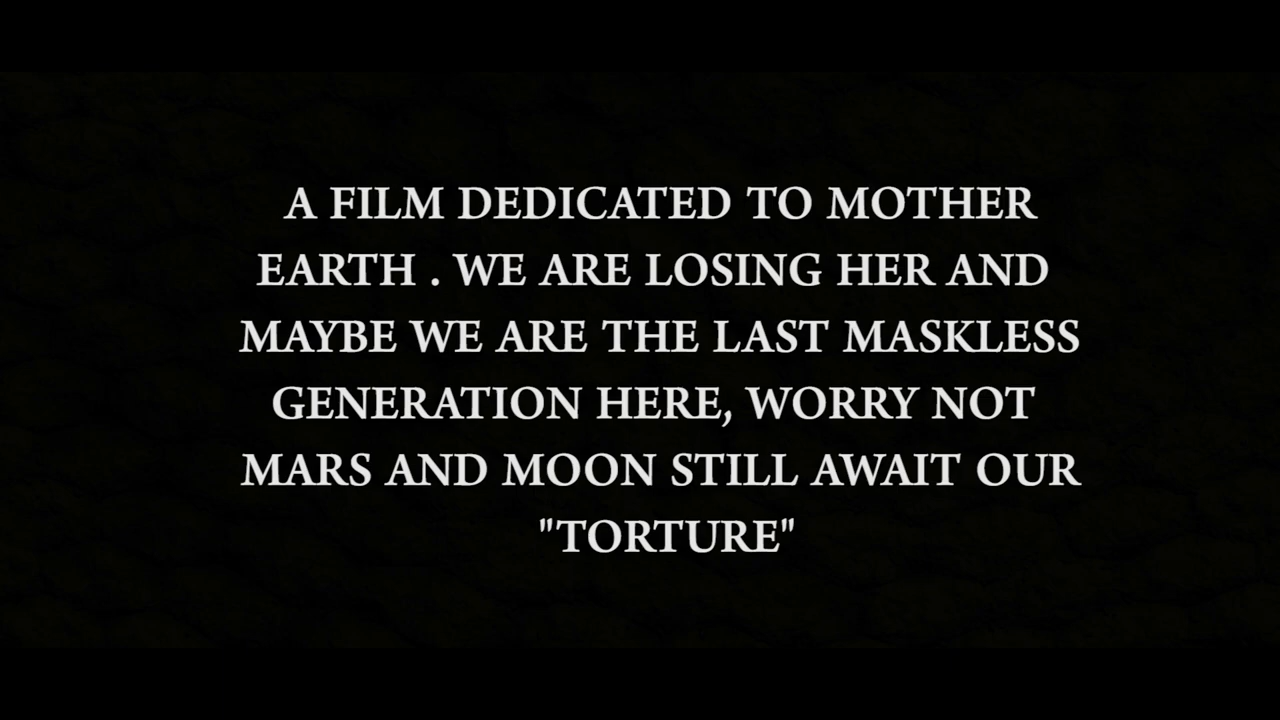 A FILM DEDICATED TO MOTHER
EARTH . WE ARE LOSING HER AND
MAYBE WE ARE THE LAST MASKLESS
GENERATION HERE, WORRY NOT
MARS AND MOON STILL AWAIT OUR
"TORTURE"